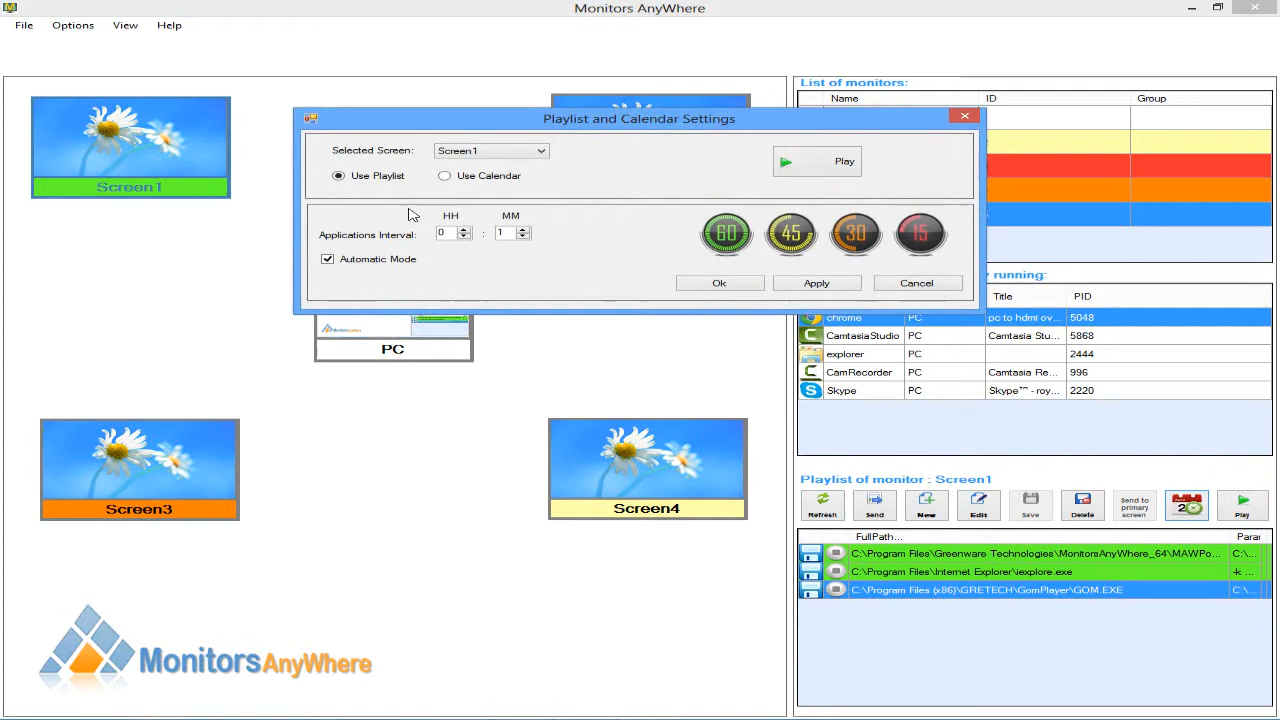 Monitors AnyWhere
File Options View Help
Screen1
PC
Screen3
Screen4
MonitorsAnyWhere
Playlist and Calendar Settings
Selected Screen: Screen1
Play
Use Playlist Use Calendar
HH MM
Applications Interval: 0 : 1
60 45 30 15
Automatic Mode
Ok Apply Cancel
List of monitors:
Name ID Group
running:
Title PID
chrome PC pc to hdmi ov... 5048
CamtasiaStudio PC Camtasia Stu... 5868
explorer PC 2444
CamRecorder PC Camtasia Re... 996
Skype PC Skype™ - roy... 2220
Playlist of monitor : Screen1
Refresh Send New Edit Save Delete Send to primary screen Play
FullPath... Parar
C:\Program Files\Greenware Technologies\MonitorsAnyWhere_64\MAWPo... C:\...
C:\Program Files\Internet Explorer\iexplore.exe -k ...
C:\Program Files (x86)\GRETECH\GomPlayer\GOM.EXE C:\...